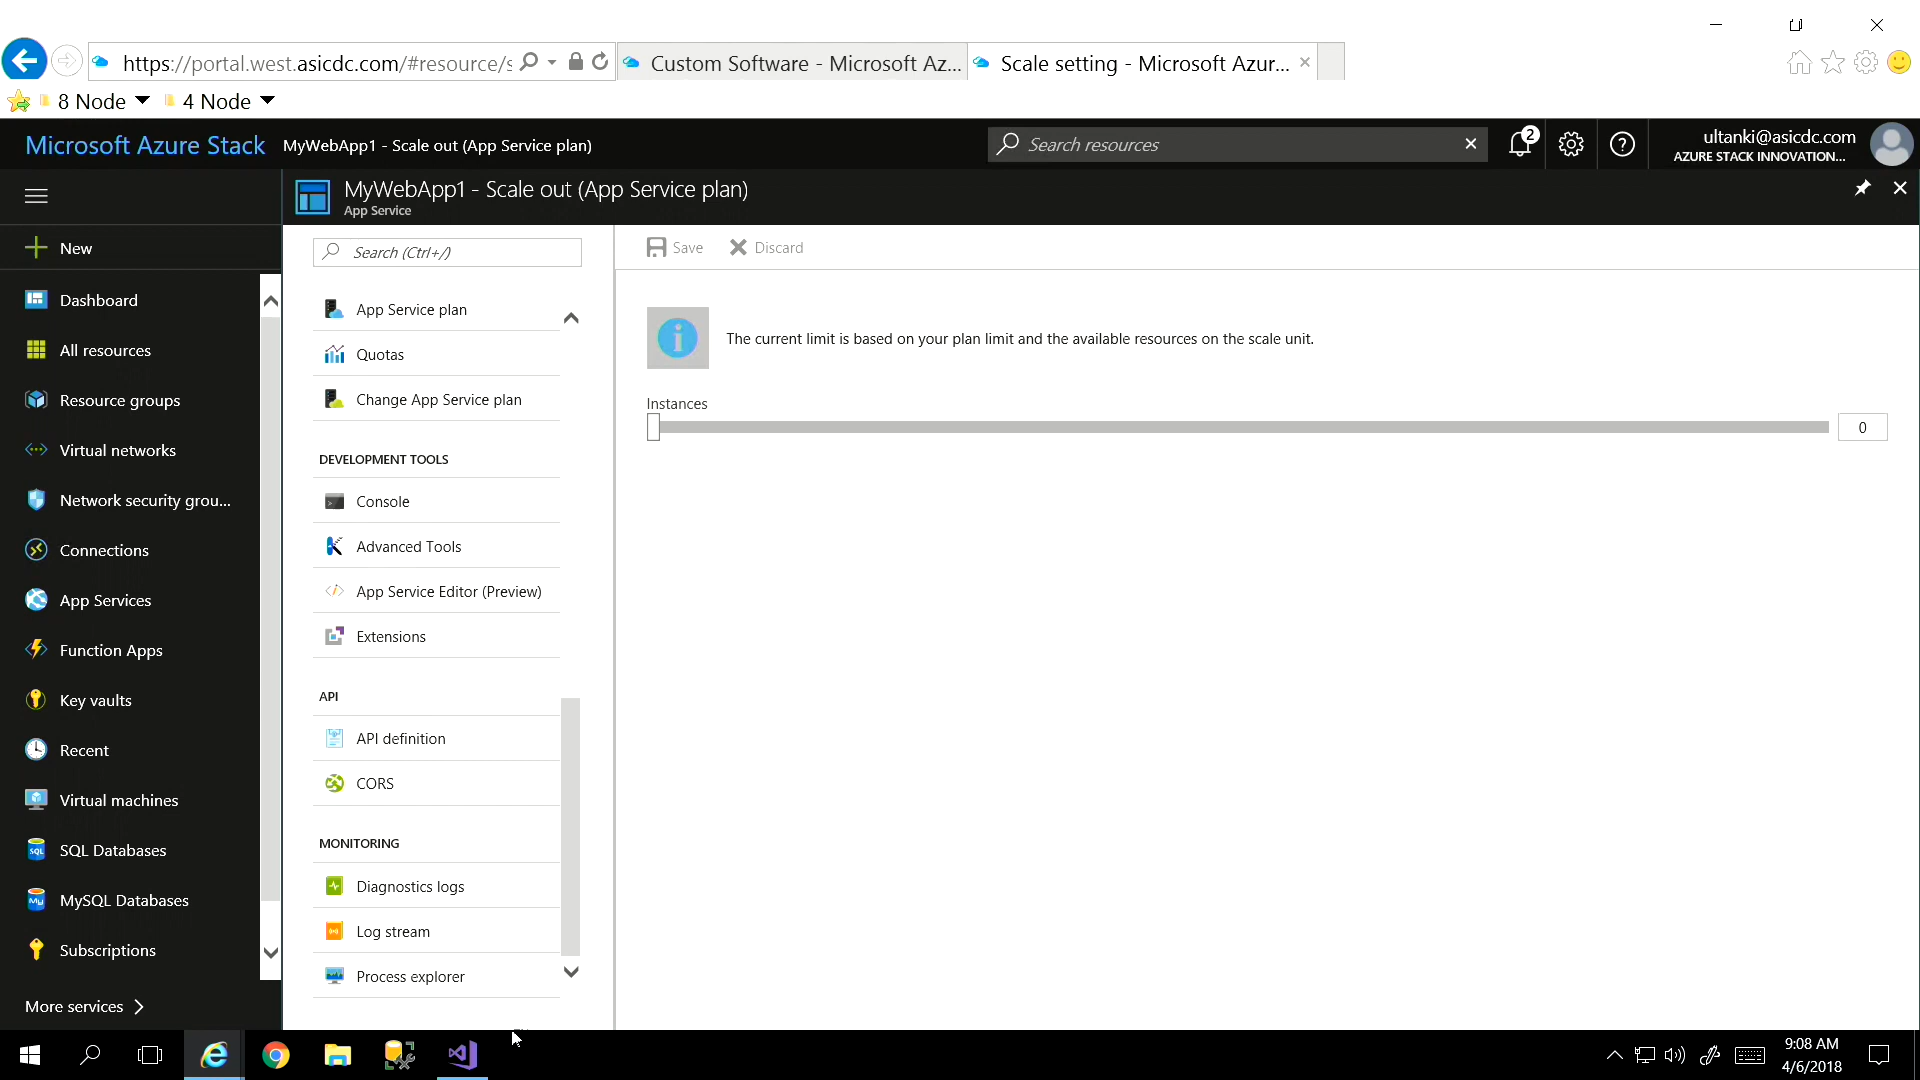 https://portal.west.asicdc.com/#resource/s
Custom Software - Microsoft Az...
Scale setting - Microsoft Azur...
8 Node
4 Node
Microsoft Azure Stack
MyWebApp1 - Scale out (App Service plan)
Search resources
2
ultanki@asicdc.com
AZURE STACK INNOVATION...
MyWebApp1 - Scale out (App Service plan)
App Service
New
Dashboard
All resources
Resource groups
Virtual networks
Network security grou...
Connections
App Services
Function Apps
Key vaults
Recent
Virtual machines
SQL Databases
MySQL Databases
Subscriptions
More services
Search (Ctrl+/)
App Service plan
Quotas
Change App Service plan
DEVELOPMENT TOOLS
Console
Advanced Tools
App Service Editor (Preview)
Extensions
API
API definition
CORS
MONITORING
Diagnostics logs
Log stream
Process explorer
Save
Discard
The current limit is based on your plan limit and the available resources on the scale unit.
Instances
0
9:08 AM
4/6/2018